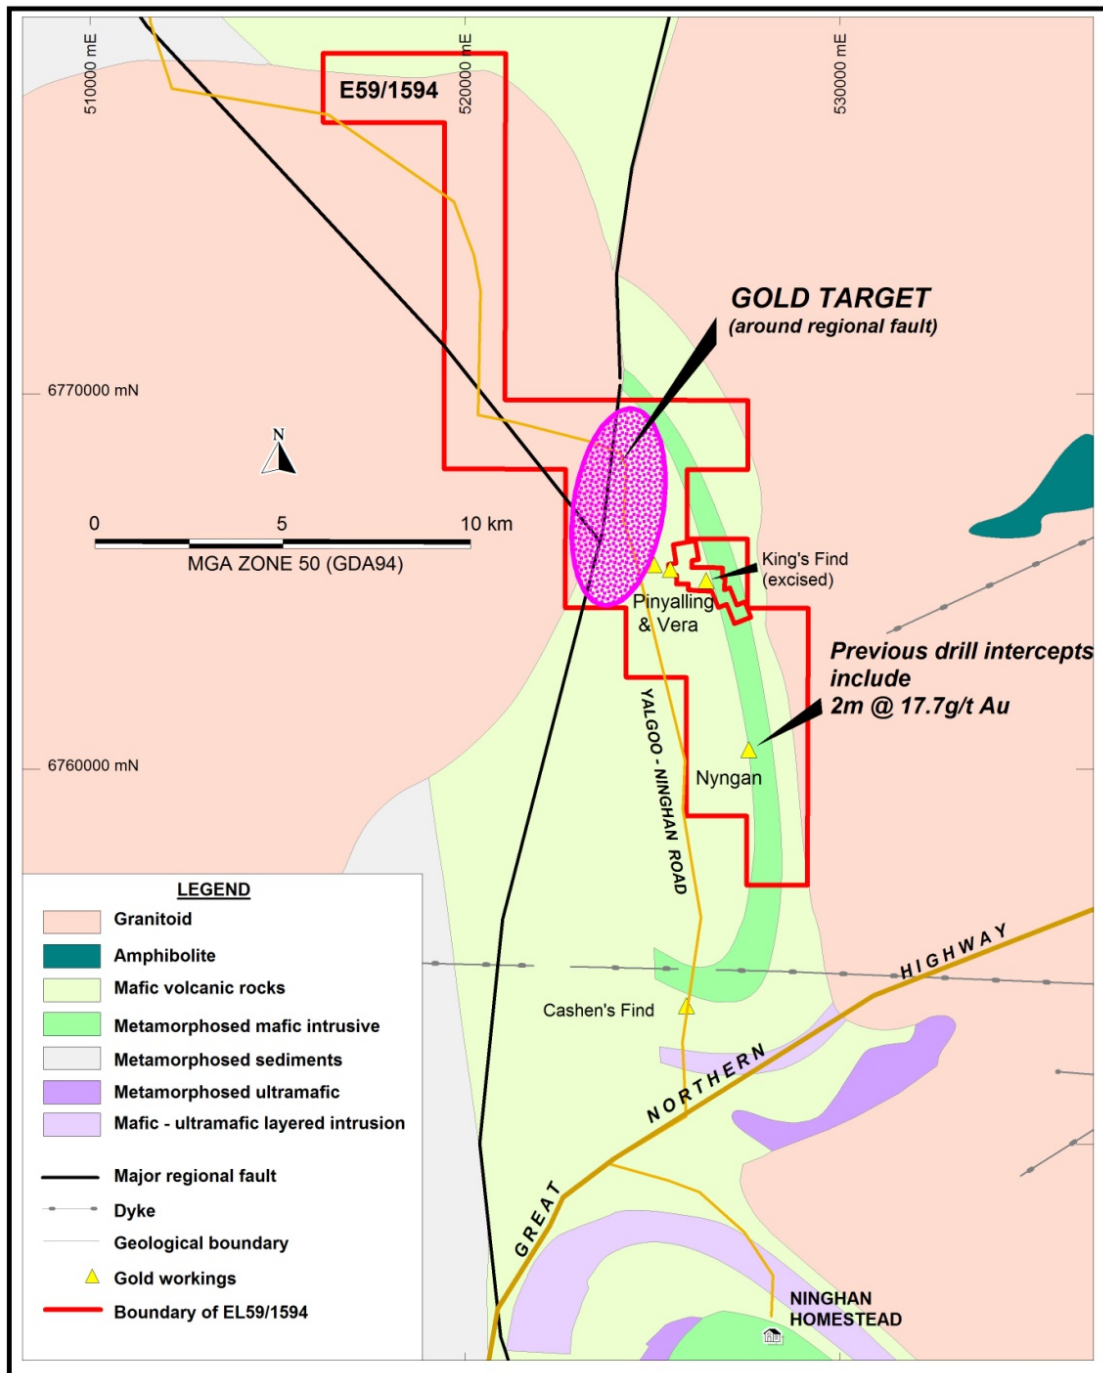 510000 mE
520000 mE
530000 mE
E59/1594
GOLD TARGET
(around regional fault)
6770000 mN
N
0 5 10 km
MGA ZONE 50 (GDA94)
King's Find
(excised)
Pinyalling
& Vera
Previous drill intercepts
include
2m @ 17.7g/t Au
YALGOO - NINGHAN ROAD
6760000 mN
Nyngan
Cashen's Find
GREAT NORTHERN HIGHWAY
NINGHAN
HOMESTEAD
LEGEND
Granitoid
Amphibolite
Mafic volcanic rocks
Metamorphosed mafic intrusive
Metamorphosed sediments
Metamorphosed ultramafic
Mafic - ultramafic layered intrusion
Major regional fault
Dyke
Geological boundary
Gold workings
Boundary of EL59/1594